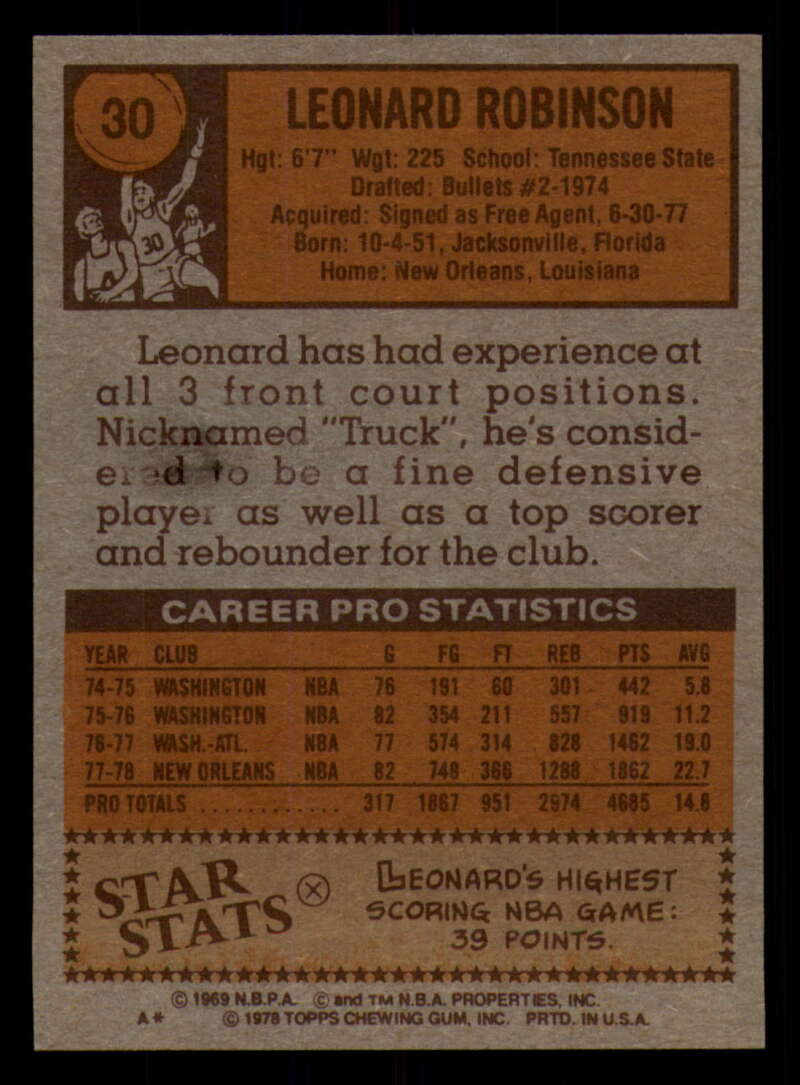 30
LEONARD ROBINSON
Hgt: 6'7" Wgt: 225 School: Tennessee State
Drafted: Bullets #2-1974
Acquired: Signed as Free Agent, 6-30-77
Born: 10-4-51, Jacksonville, Florida
Home: New Orleans, Louisiana
30
Leonard has had experience at
all 3 front court positions.
Nicknamed "Truck", he's consid-
ered to be a fine defensive
player as well as a top scorer
and rebounder for the club.
CAREER PRO STATISTICS
YEAR CLUB G FG FT REB PTS AVG
74-75 WASHINGTON NBA 76 191 60 301 442 5.8
75-76 WASHINGTON NBA 82 354 211 557 919 11.2
76-77 WASH.-ATL. NBA 77 574 314 828 1462 19.0
77-78 NEW ORLEANS NBA 82 748 366 1288 1862 22.7
PRO TOTALS ............. 317 1867 951 2974 4685 14.8
STAR
STATS
LEONARD'S HIGHEST
SCORING NBA GAME:
39 POINTS.
© 1969 N.B.P.A. © and TM N.B.A. PROPERTIES, INC.
A* © 1978 TOPPS CHEWING GUM, INC. PRTD. IN U.S.A.